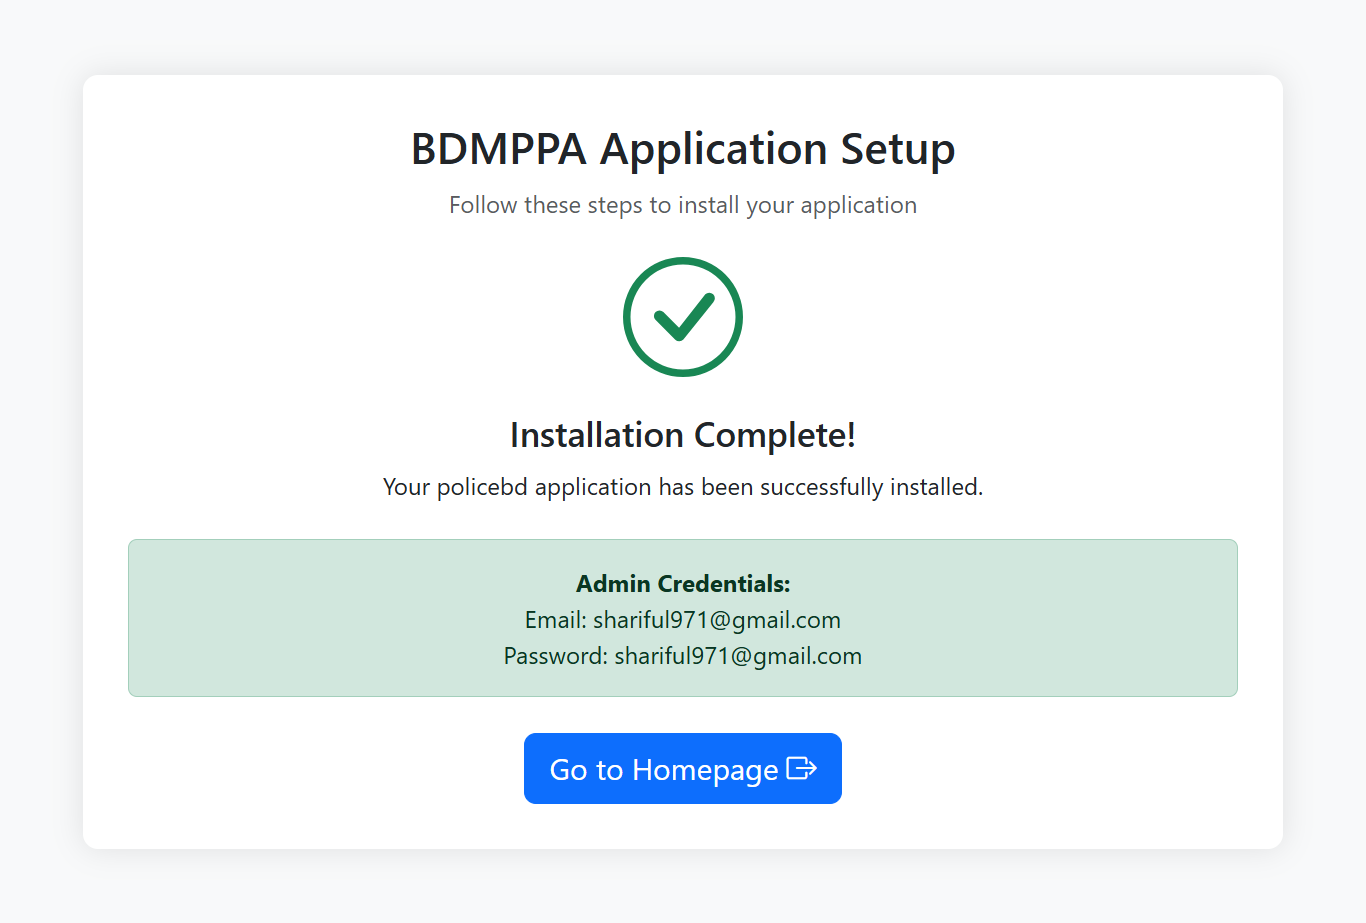 BDMPPA Application Setup
Follow these steps to install your application
Installation Complete!
Your policebd application has been successfully installed.
Admin Credentials:
Email: shariful971@gmail.com
Password: shariful971@gmail.com
Go to Homepage